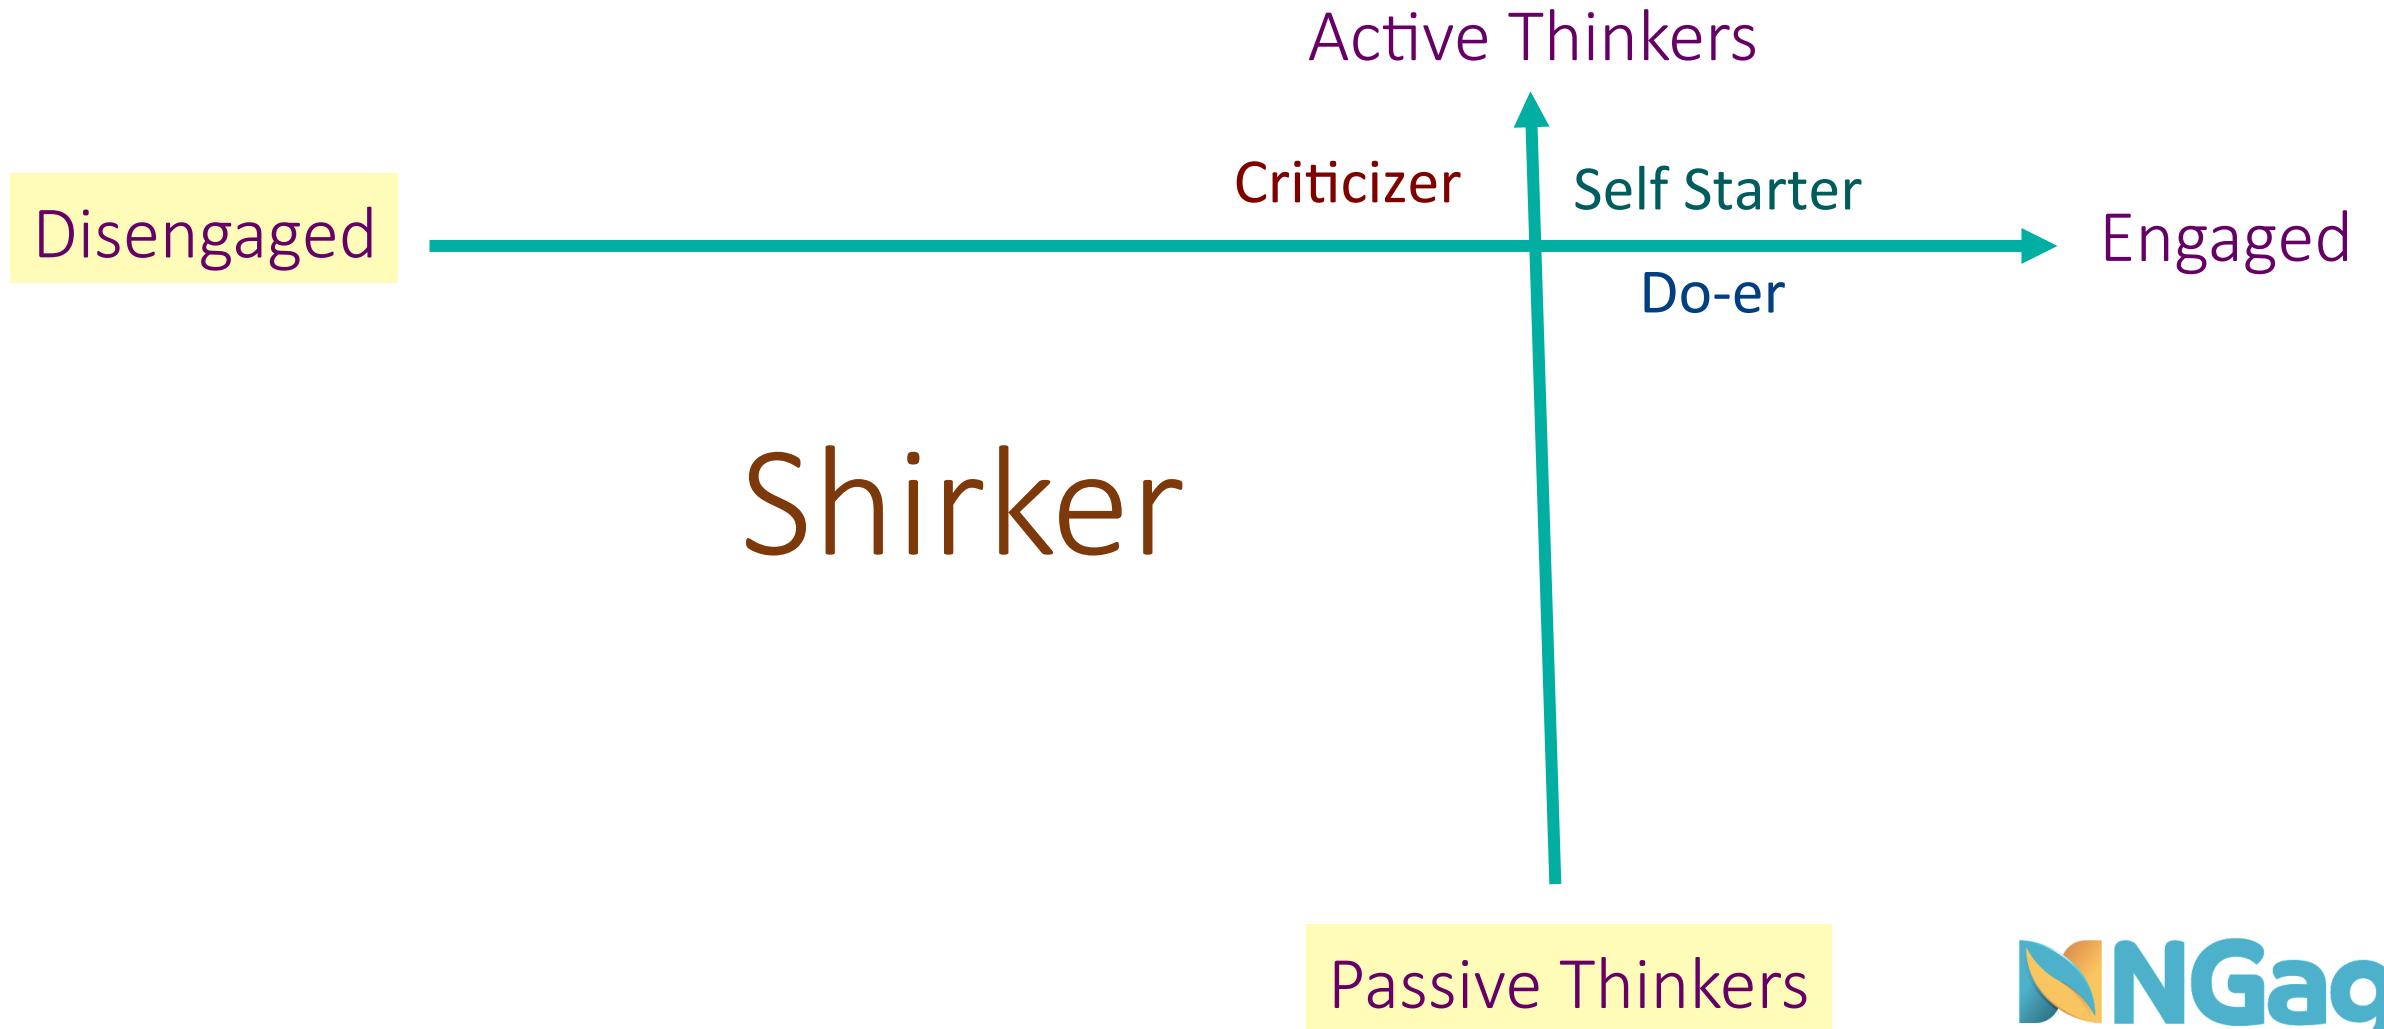 Active Thinkers
Criticizer
Self Starter
Disengaged
Engaged
Do-er
Shirker
Passive Thinkers
NGag